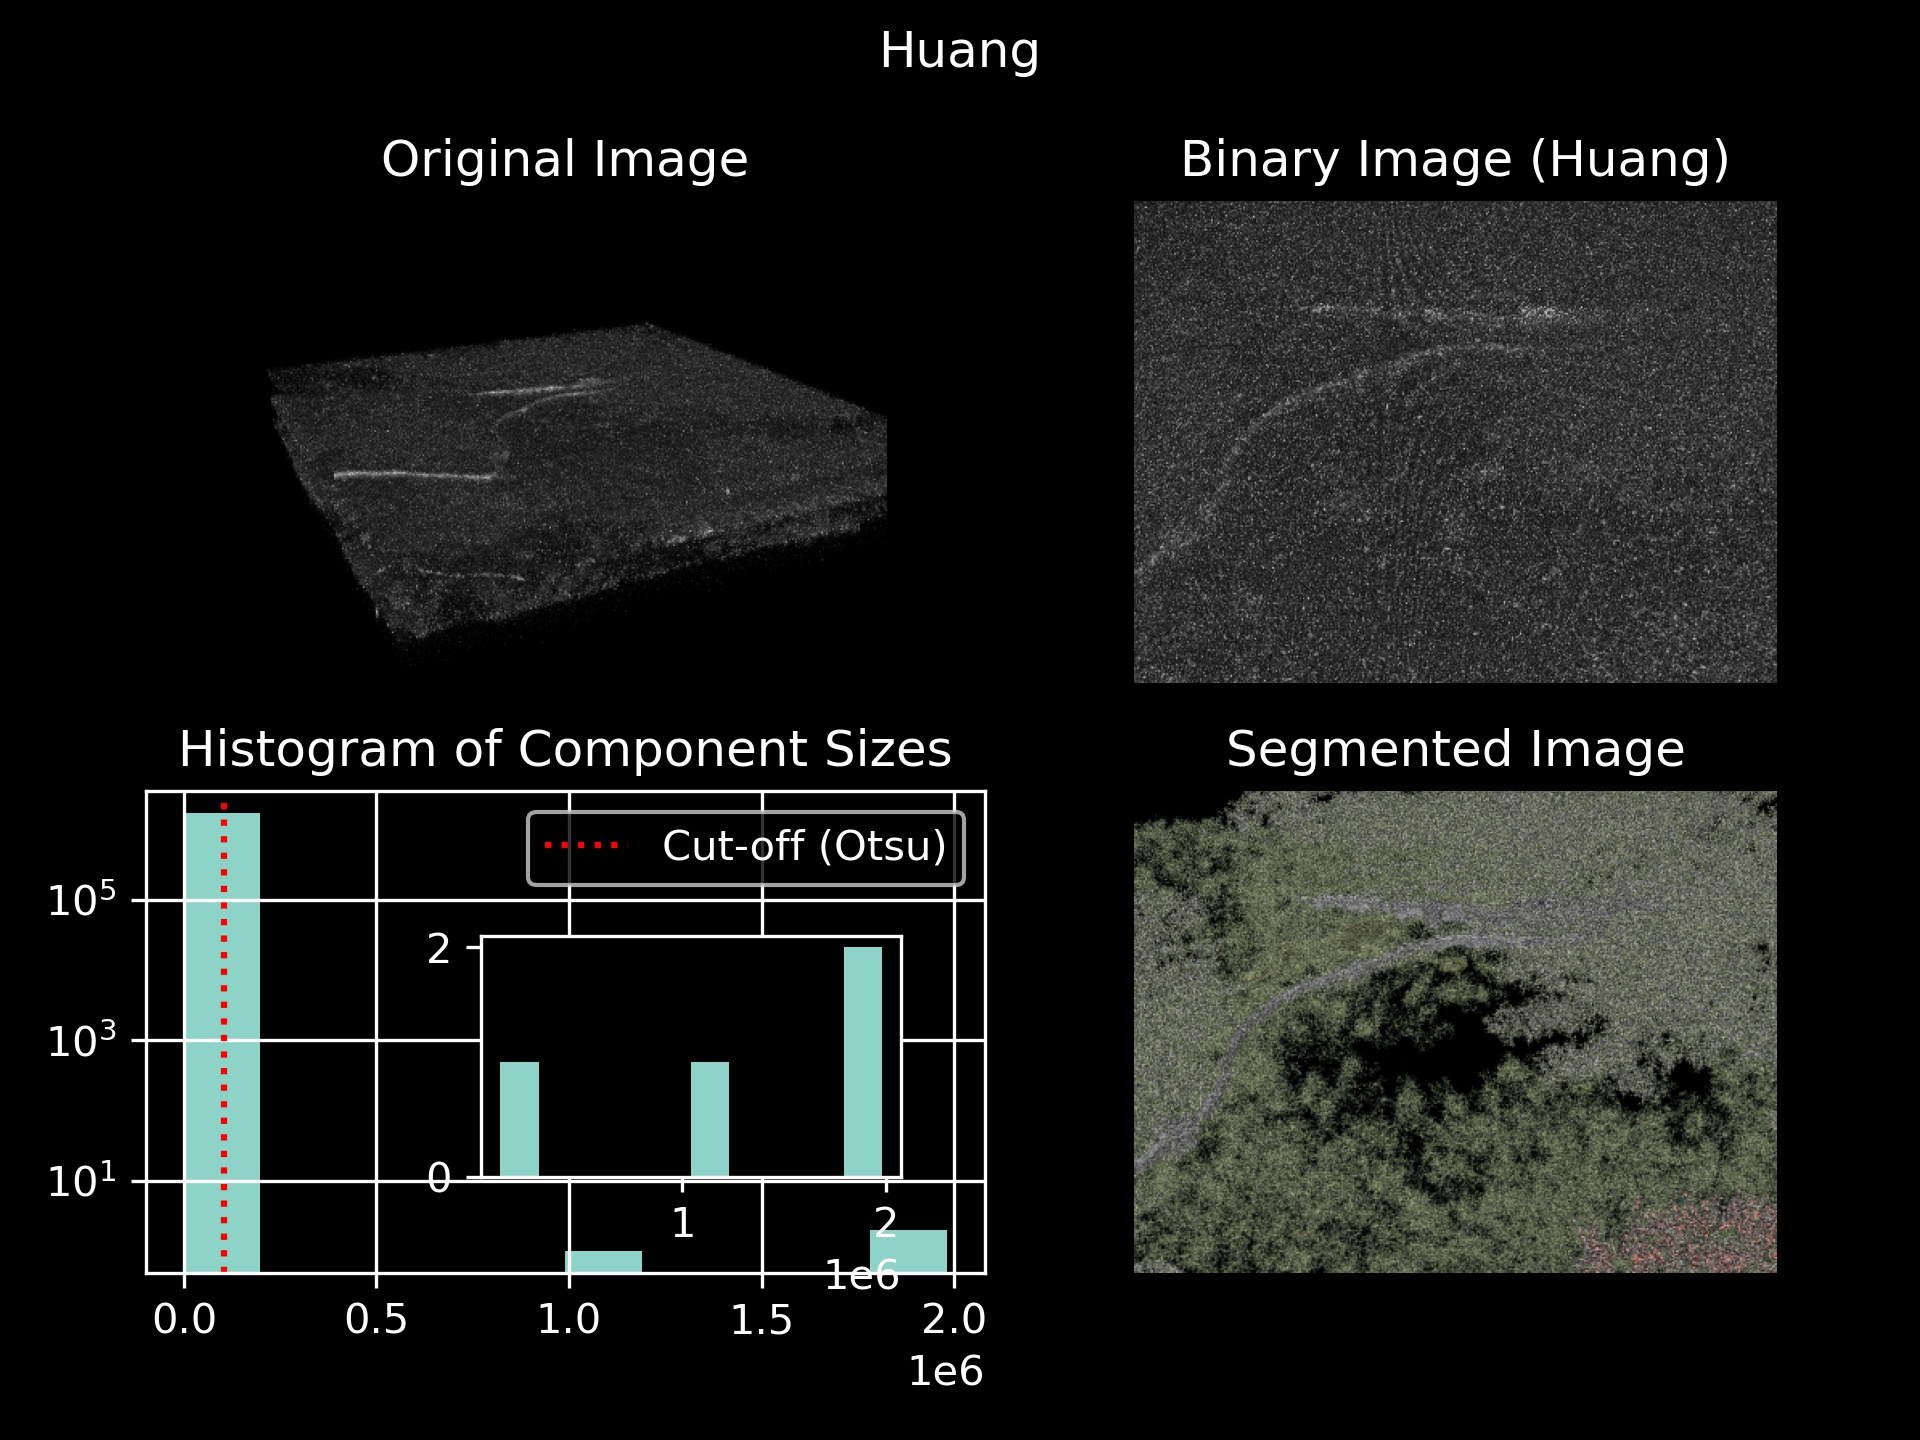 Huang
Original Image
Binary Image (Huang)
Histogram of Component Sizes
Segmented Image
Cut-off (Otsu)
10⁵
10³
10¹
2
0
1
2
1e6
0.0
0.5
1.0
1.5
2.0
1e6